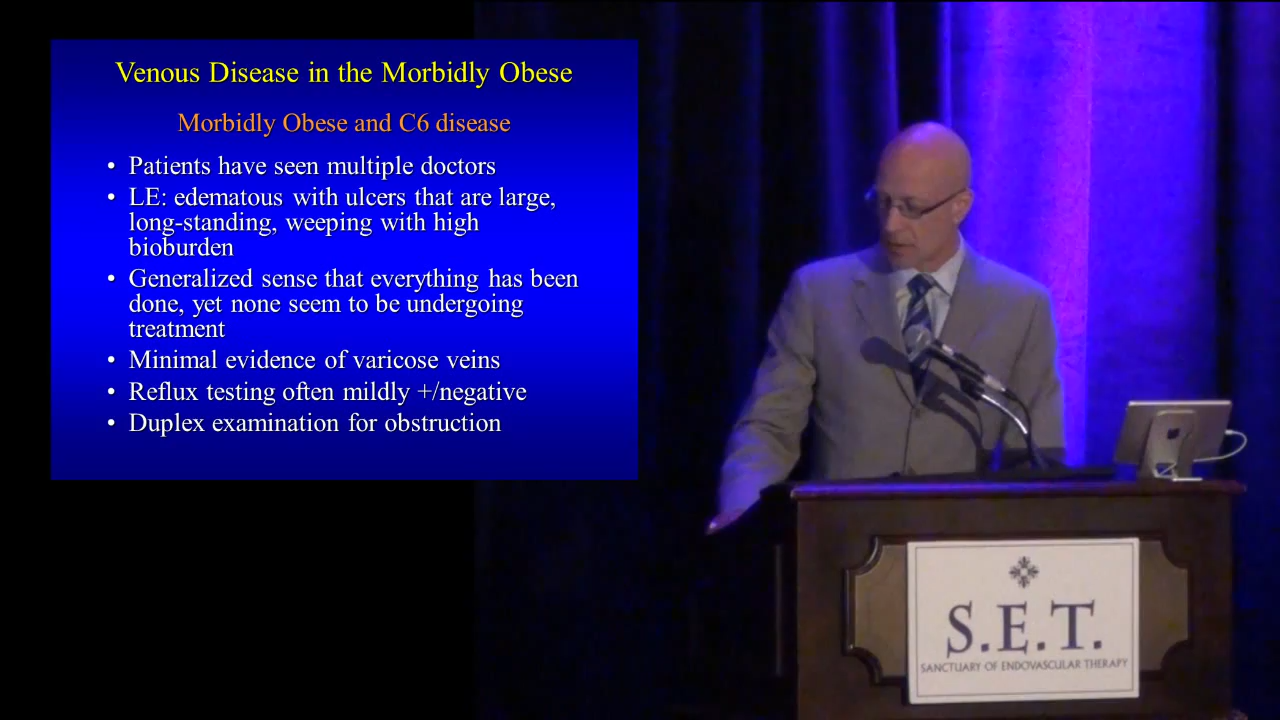 Venous Disease in the Morbidly Obese
Morbidly Obese and C6 disease
• Patients have seen multiple doctors
• LE: edematous with ulcers that are large,
long-standing, weeping with high
bioburden
• Generalized sense that everything has been
done, yet none seem to be undergoing
treatment
• Minimal evidence of varicose veins
• Reflux testing often mildly +/negative
• Duplex examination for obstruction
S.E.T.
SANCTUARY OF ENDOVASCULAR THERAPY